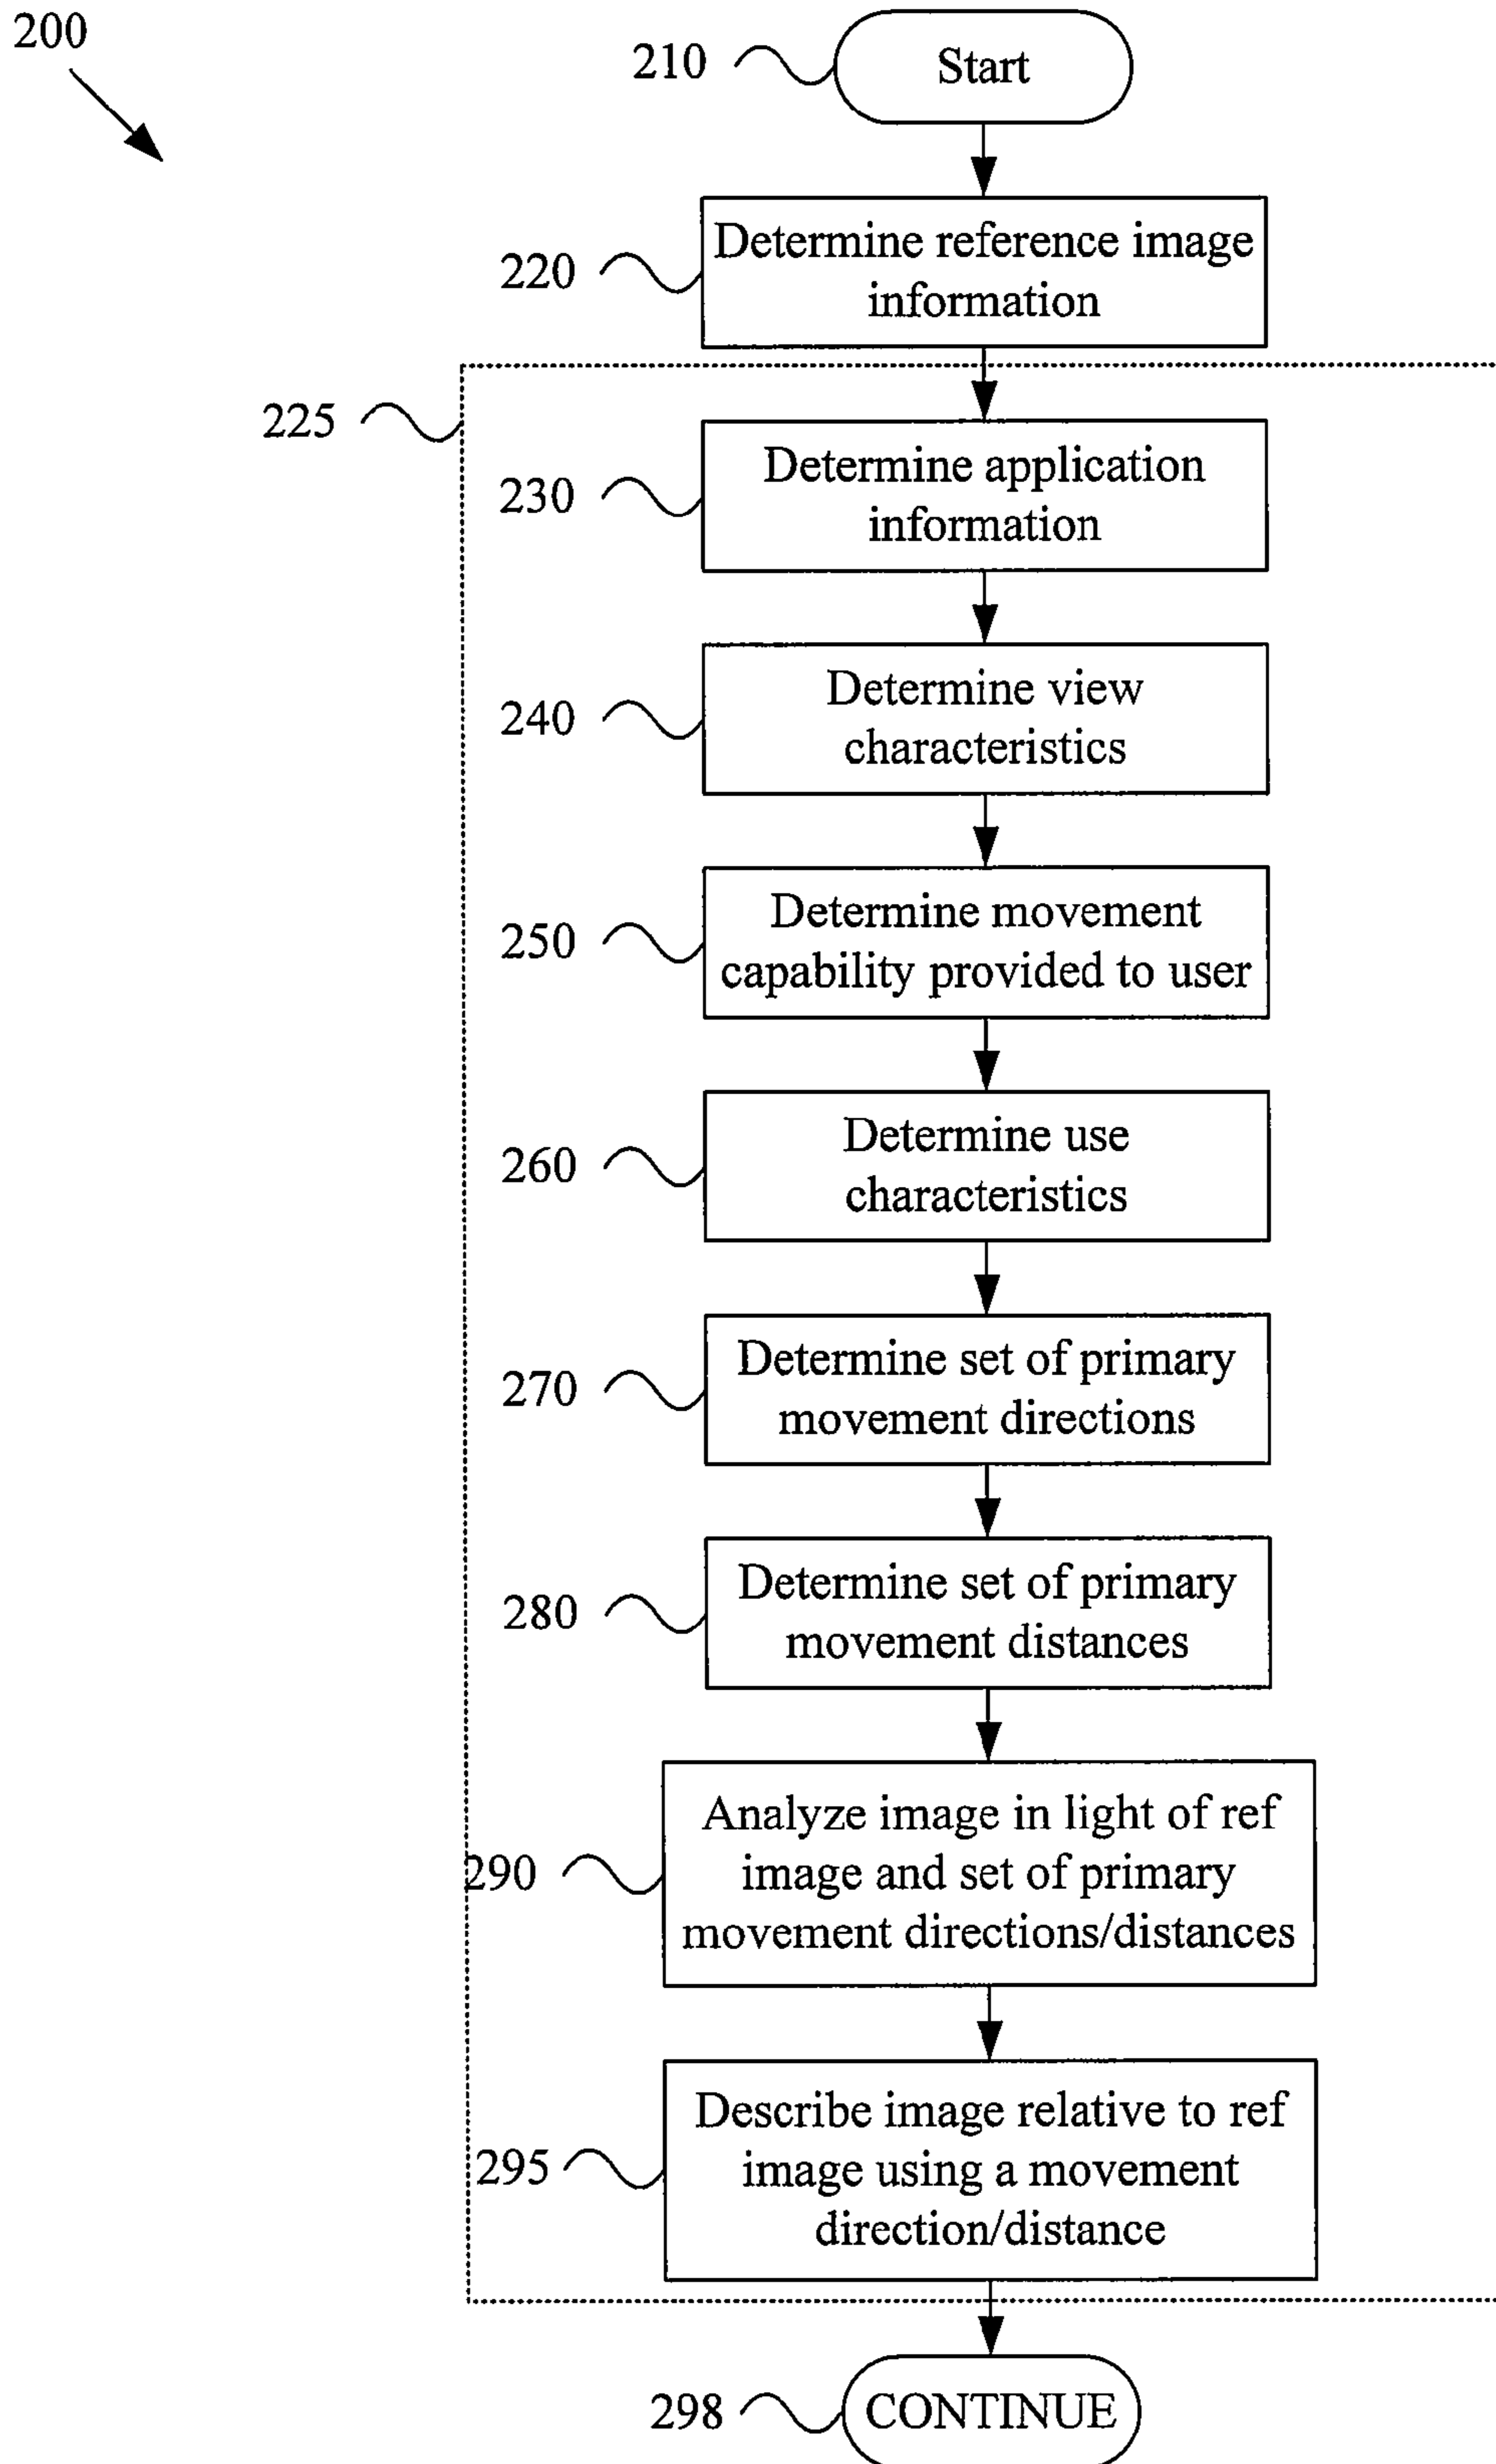 200
210
Start
220
Determine reference image
information
225
230
Determine application
information
240
Determine view
characteristics
250
Determine movement
capability provided to user
260
Determine use
characteristics
270
Determine set of primary
movement directions
280
Determine set of primary
movement distances
290
Analyze image in light of ref
image and set of primary
movement directions/distances
295
Describe image relative to ref
image using a movement
direction/distance
298
CONTINUE